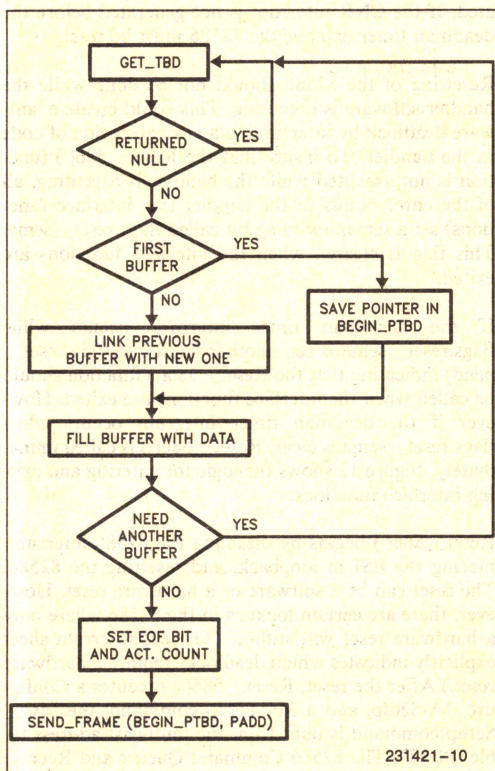 GET_TBD
RETURNED
NULL
YES
NO
FIRST
BUFFER
YES
NO
SAVE POINTER IN
BEGIN_PTBD
LINK PREVIOUS
BUFFER WITH NEW ONE
FILL BUFFER WITH DATA
NEED
ANOTHER
BUFFER
YES
NO
SET EOF BIT
AND ACT. COUNT
SEND_FRAME (BEGIN_PTBD, PADD)
231421–10